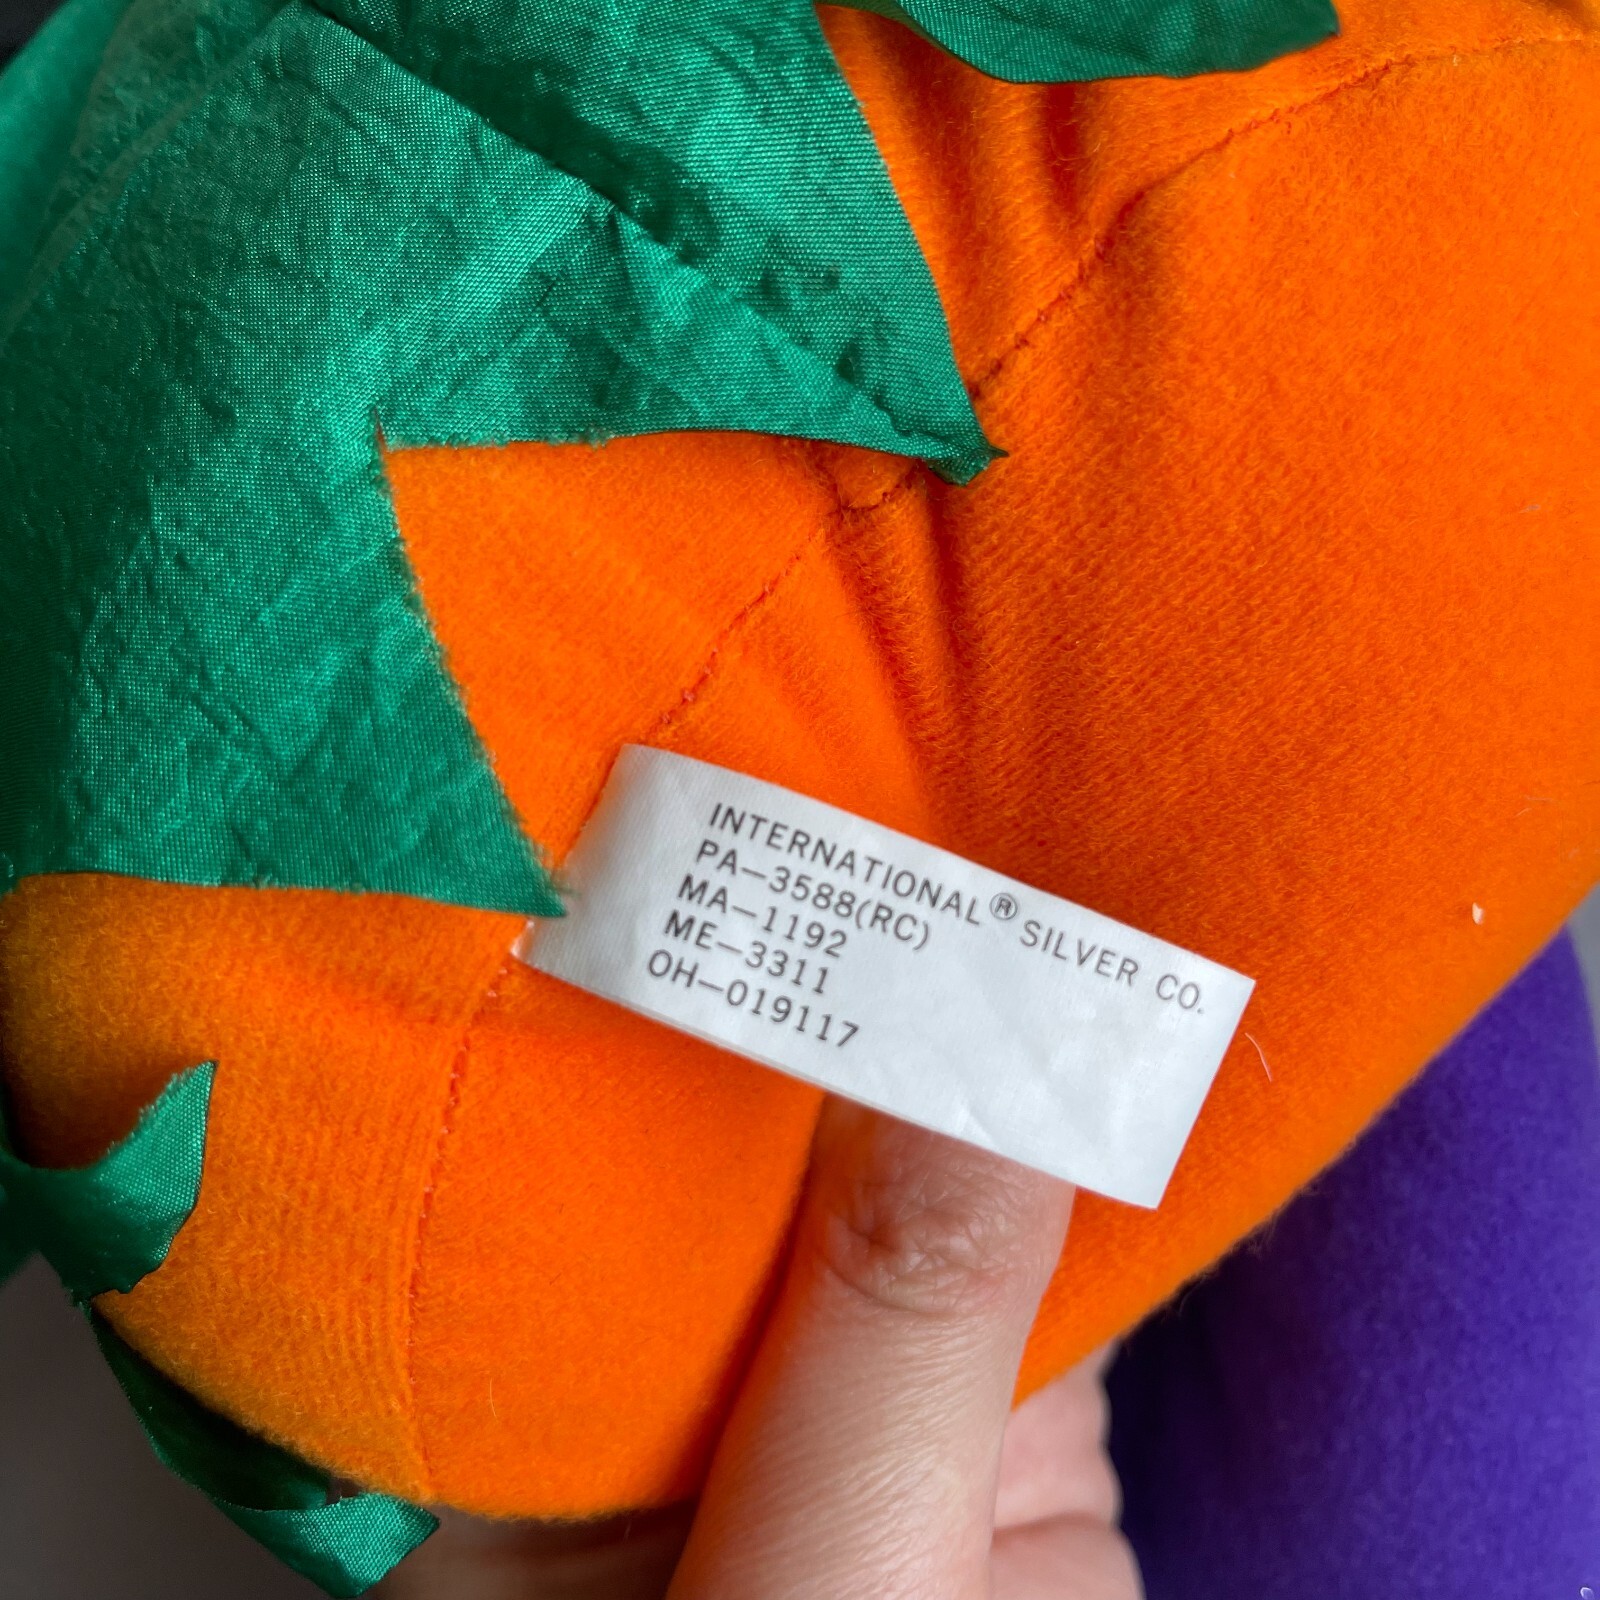 INTERNATIONAL® SILVER CO.
PA-3588(RC)
MA-1192
ME-3311
OH-019117